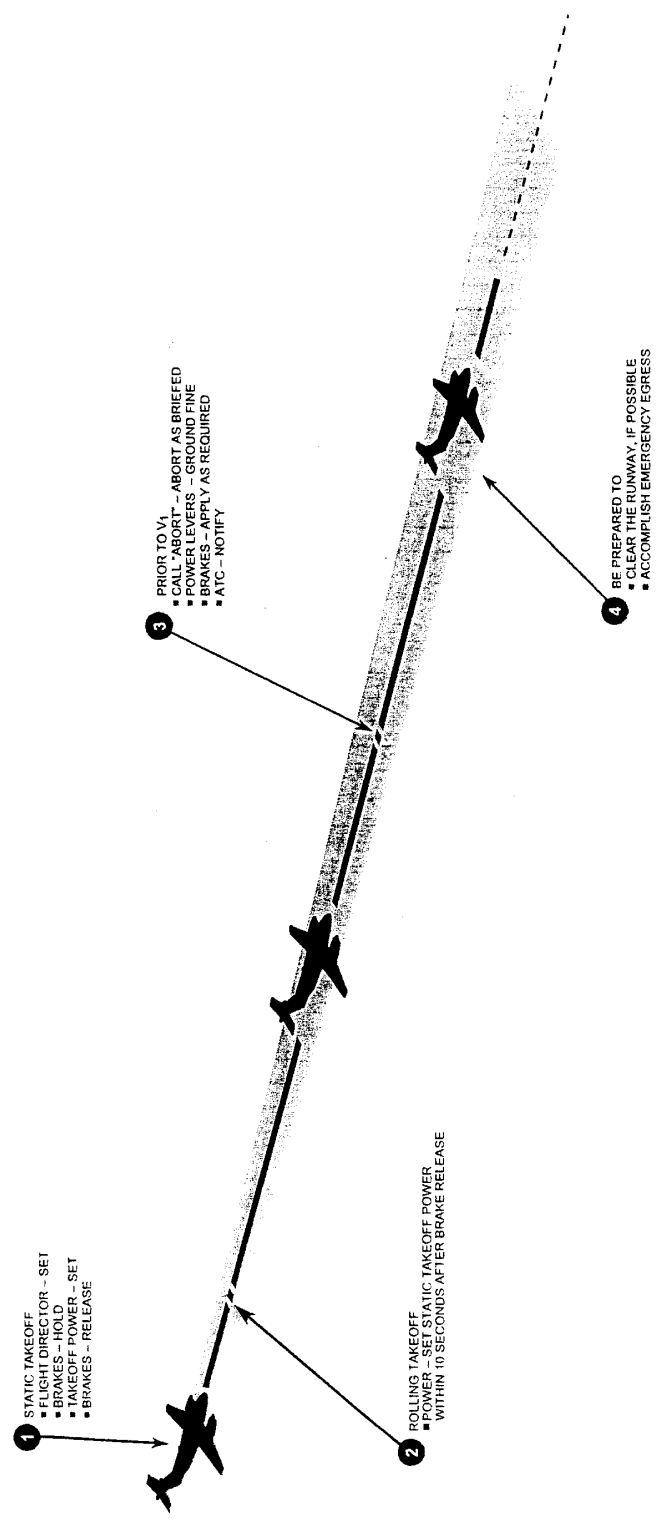 1
STATIC TAKEOFF
▪ FLIGHT DIRECTOR – SET
▪ BRAKES – HOLD
▪ TAKEOFF POWER – SET
▪ BRAKES – RELEASE
2
ROLLING TAKEOFF
▪ POWER – SET STATIC TAKEOFF POWER
WITHIN 10 SECONDS AFTER BRAKE RELEASE
3
PRIOR TO V1
▪ CALL "ABORT" – ABORT AS BRIEFED
▪ POWER LEVERS – GROUND FINE
▪ BRAKES – APPLY AS REQUIRED
▪ ATC – NOTIFY
4
BE PREPARED TO
▪ CLEAR THE RUNWAY, IF POSSIBLE
▪ ACCOMPLISH EMERGENCY EGRESS